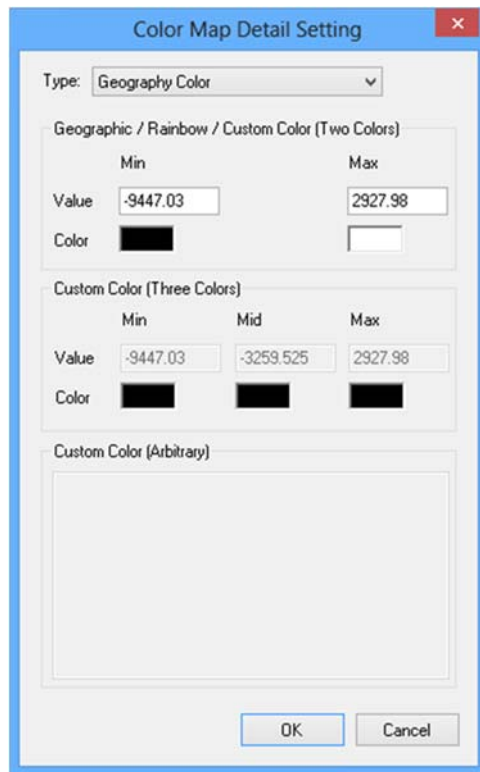 Color Map Detail Setting
Type: Geography Color
Geographic / Rainbow / Custom Color (Two Colors)
Min Max
Value -9447.03 2927.98
Color
Custom Color (Three Colors)
Min Mid Max
Value -9447.03 -3259.525 2927.98
Color
Custom Color (Arbitrary)
OK Cancel